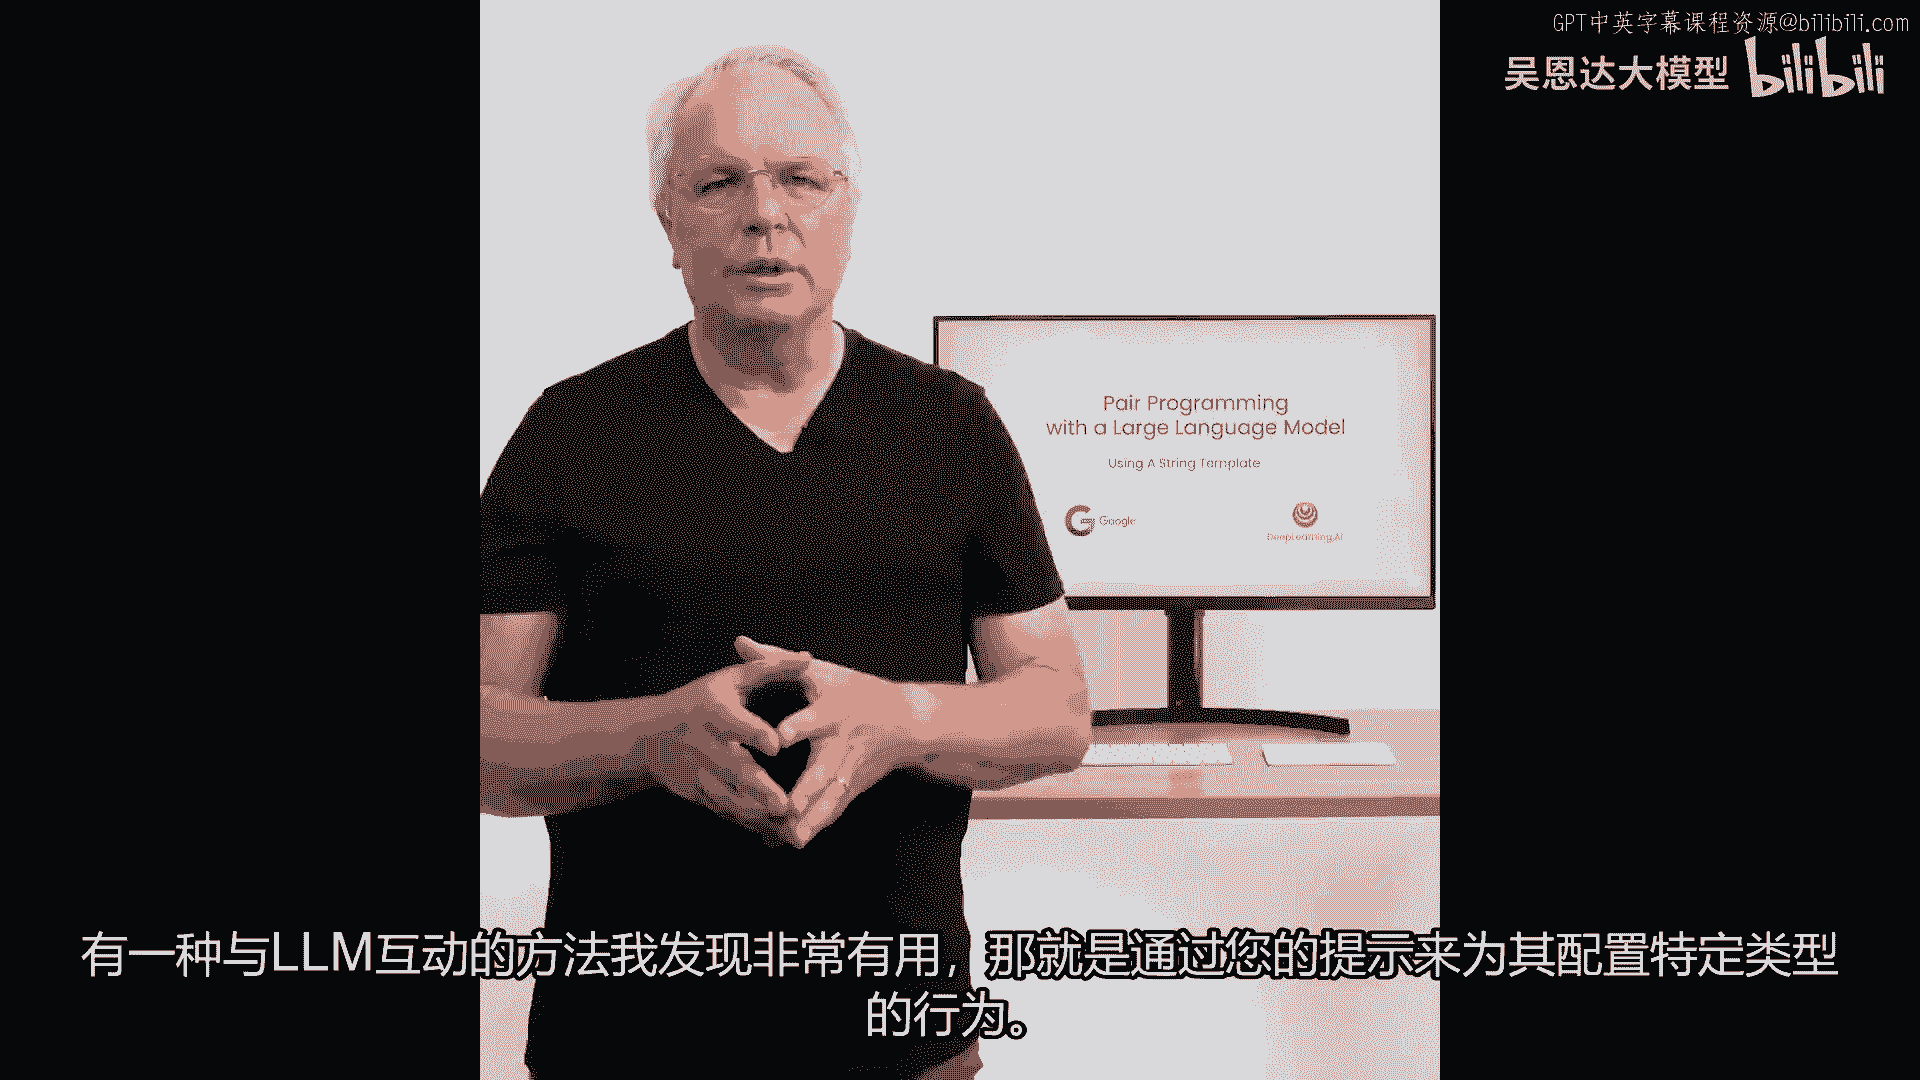 GPT中英字幕课程资源@bilibili.com
吴恩达大模型 bilibili
Pair Programming
with a Large Language Model
Using A String Template
Google
DeepLearning.AI
有一种与LLM互动的方法我发现非常有用，那就是通过您的提示来为其配置特定类型
的行为。